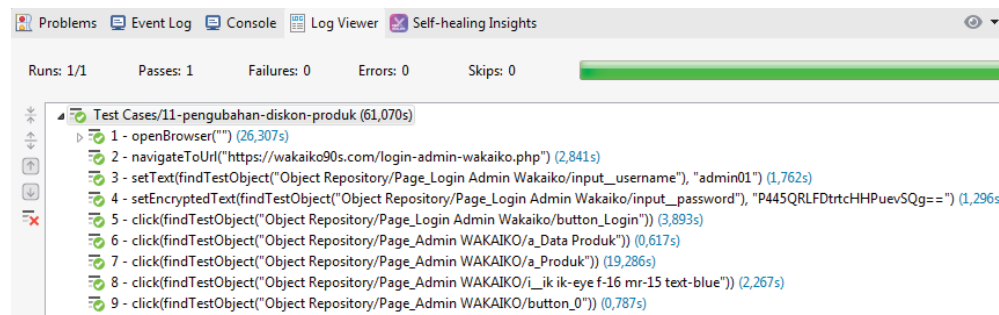 Problems Event Log Console Log Viewer Self-healing Insights
Runs: 1/1 Passes: 1 Failures: 0 Errors: 0 Skips: 0
Test Cases/11-pengubahan-diskon-produk (61,070s)
1 - openBrowser("") (26,307s)
2 - navigateToUrl("https://wakaiko90s.com/login-admin-wakaiko.php") (2,841s)
3 - setText(findTestObject("Object Repository/Page_Login Admin Wakaiko/input__username"), "admin01") (1,762s)
4 - setEncryptedText(findTestObject("Object Repository/Page_Login Admin Wakaiko/input__password"), "P445QRLFDtrtcHHPuevSQg==") (1,296s
5 - click(findTestObject("Object Repository/Page_Login Admin Wakaiko/button_Login")) (3,893s)
6 - click(findTestObject("Object Repository/Page_Admin WAKAIKO/a_Data Produk")) (0,617s)
7 - click(findTestObject("Object Repository/Page_Admin WAKAIKO/a_Produk")) (19,286s)
8 - click(findTestObject("Object Repository/Page_Admin WAKAIKO/i__ik ik-eye f-16 mr-15 text-blue")) (2,267s)
9 - click(findTestObject("Object Repository/Page_Admin WAKAIKO/button_0")) (0,787s)